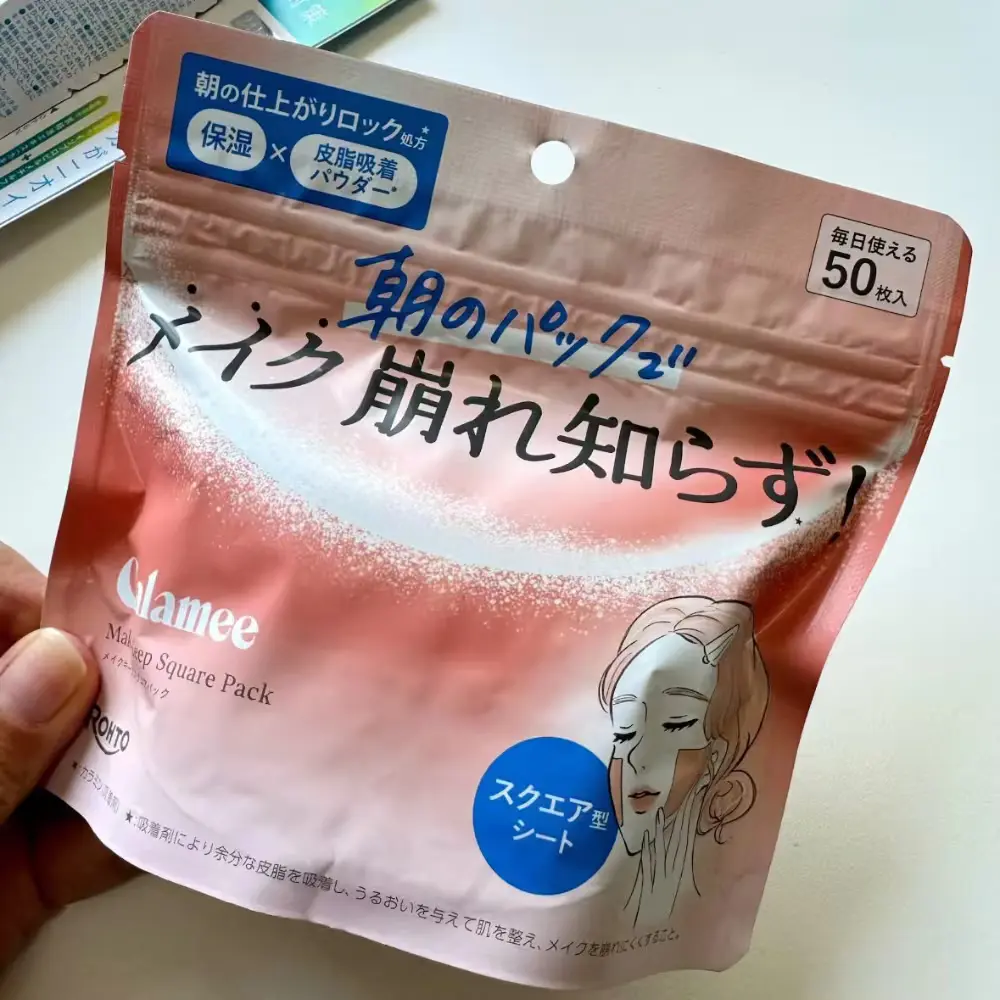 朝の仕上がりロック処方★
保湿 × 皮脂吸着
パウダー*
毎日使える
50枚入
朝のパックで
メイク崩れ知らず!
Calamee
Square Pack
ROHTO
スクエア型
シート
★:吸着剤により余分な皮脂を吸着し、うるおいを与えて肌を整え、メイクを崩れにくくすること。
ガニオイ